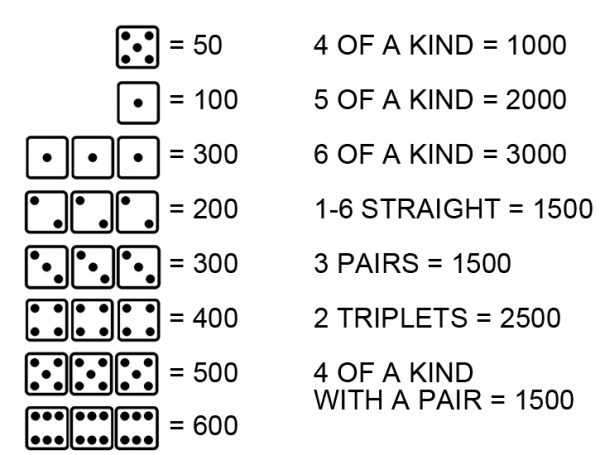 = 50
= 100
= 300
= 200
= 300
= 400
= 500
= 600
4 OF A KIND = 1000
5 OF A KIND = 2000
6 OF A KIND = 3000
1-6 STRAIGHT = 1500
3 PAIRS = 1500
2 TRIPLETS = 2500
4 OF A KIND
WITH A PAIR = 1500